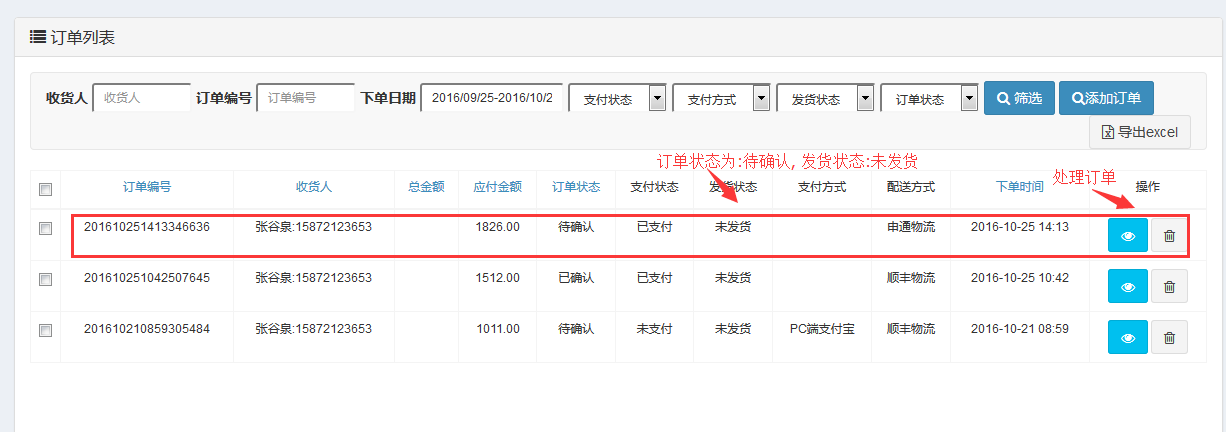 订单列表
收货人 收货人 订单编号 订单编号 下单日期 2016/09/25-2016/10/2 支付状态 支付方式 发货状态 订单状态 筛选 添加订单
导出excel
订单状态为:待确认, 发货状态:未发货
处理订单
订单编号 收货人 总金额 应付金额 订单状态 支付状态 发货状态 支付方式 配送方式 下单时间 操作
201610251413346636 张谷泉:15872123653 1826.00 待确认 已支付 未发货 申通物流 2016-10-25 14:13
201610251042507645 张谷泉:15872123653 1512.00 已确认 已支付 未发货 顺丰物流 2016-10-25 10:42
201610210859305484 张谷泉:15872123653 1011.00 待确认 未支付 未发货 PC端支付宝 顺丰物流 2016-10-21 08:59